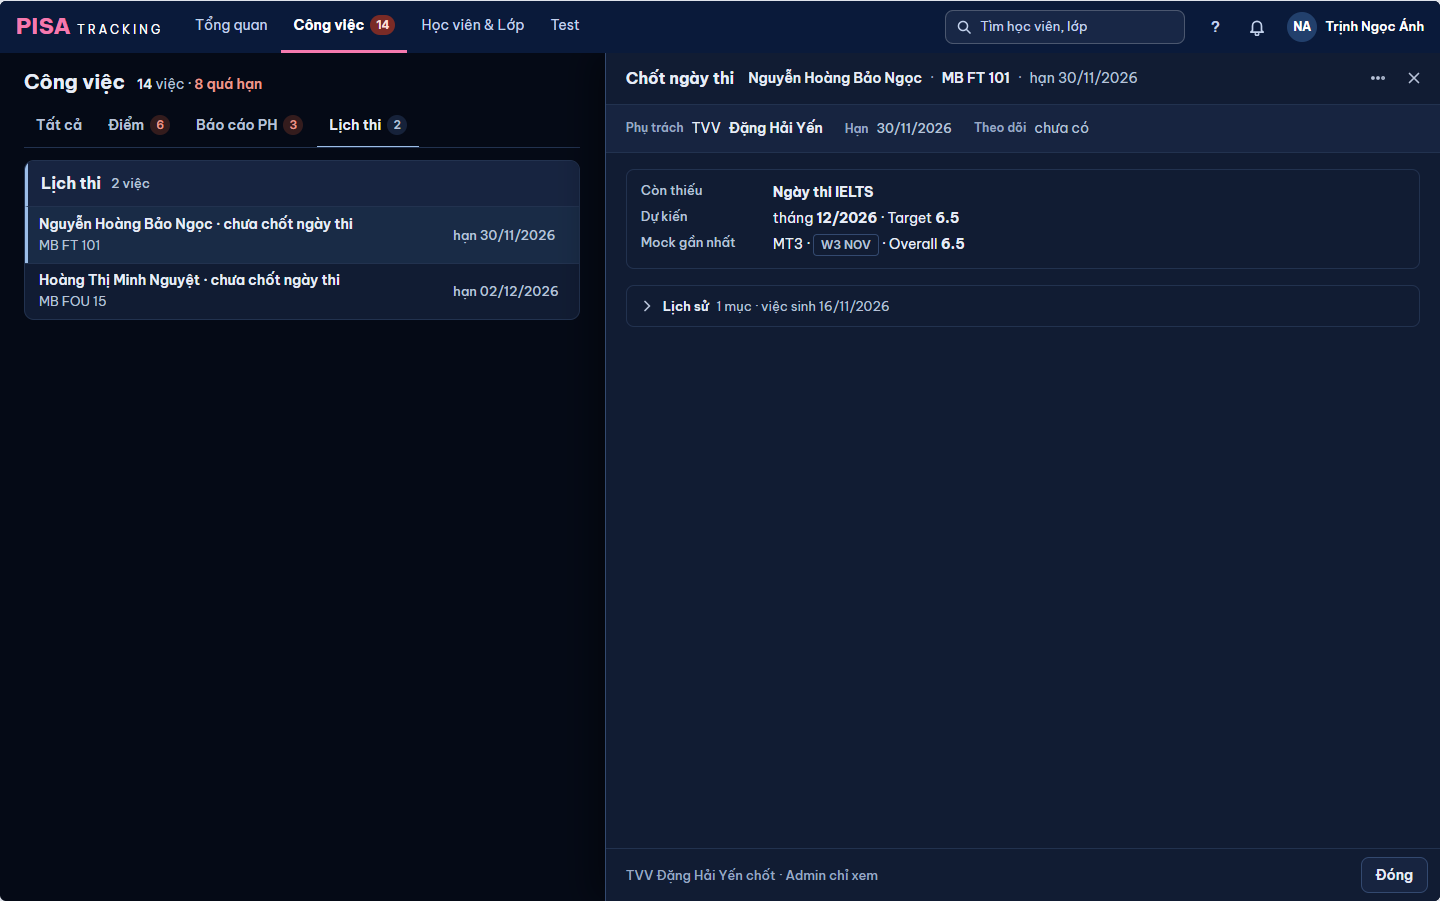 PISA TRACKING Tổng quan Công việc 14 Học viên & Lớp Test Tìm học viên, lớp ? NA Trịnh Ngọc Ánh
Công việc 14 việc · 8 quá hạn
Tất cả Điểm 6 Báo cáo PH 3 Lịch thi 2
Lịch thi 2 việc
Nguyễn Hoàng Bảo Ngọc · chưa chốt ngày thi
MB FT 101
hạn 30/11/2026
Hoàng Thị Minh Nguyệt · chưa chốt ngày thi
MB FOU 15
hạn 02/12/2026
Chốt ngày thi Nguyễn Hoàng Bảo Ngọc · MB FT 101 · hạn 30/11/2026
Phụ trách TVV Đặng Hải Yến Hạn 30/11/2026 Theo dõi chưa có
Còn thiếu Ngày thi IELTS
Dự kiến tháng 12/2026 · Target 6.5
Mock gần nhất MT3 · W3 NOV · Overall 6.5
Lịch sử 1 mục · việc sinh 16/11/2026
TVV Đặng Hải Yến chốt · Admin chỉ xem
Đóng